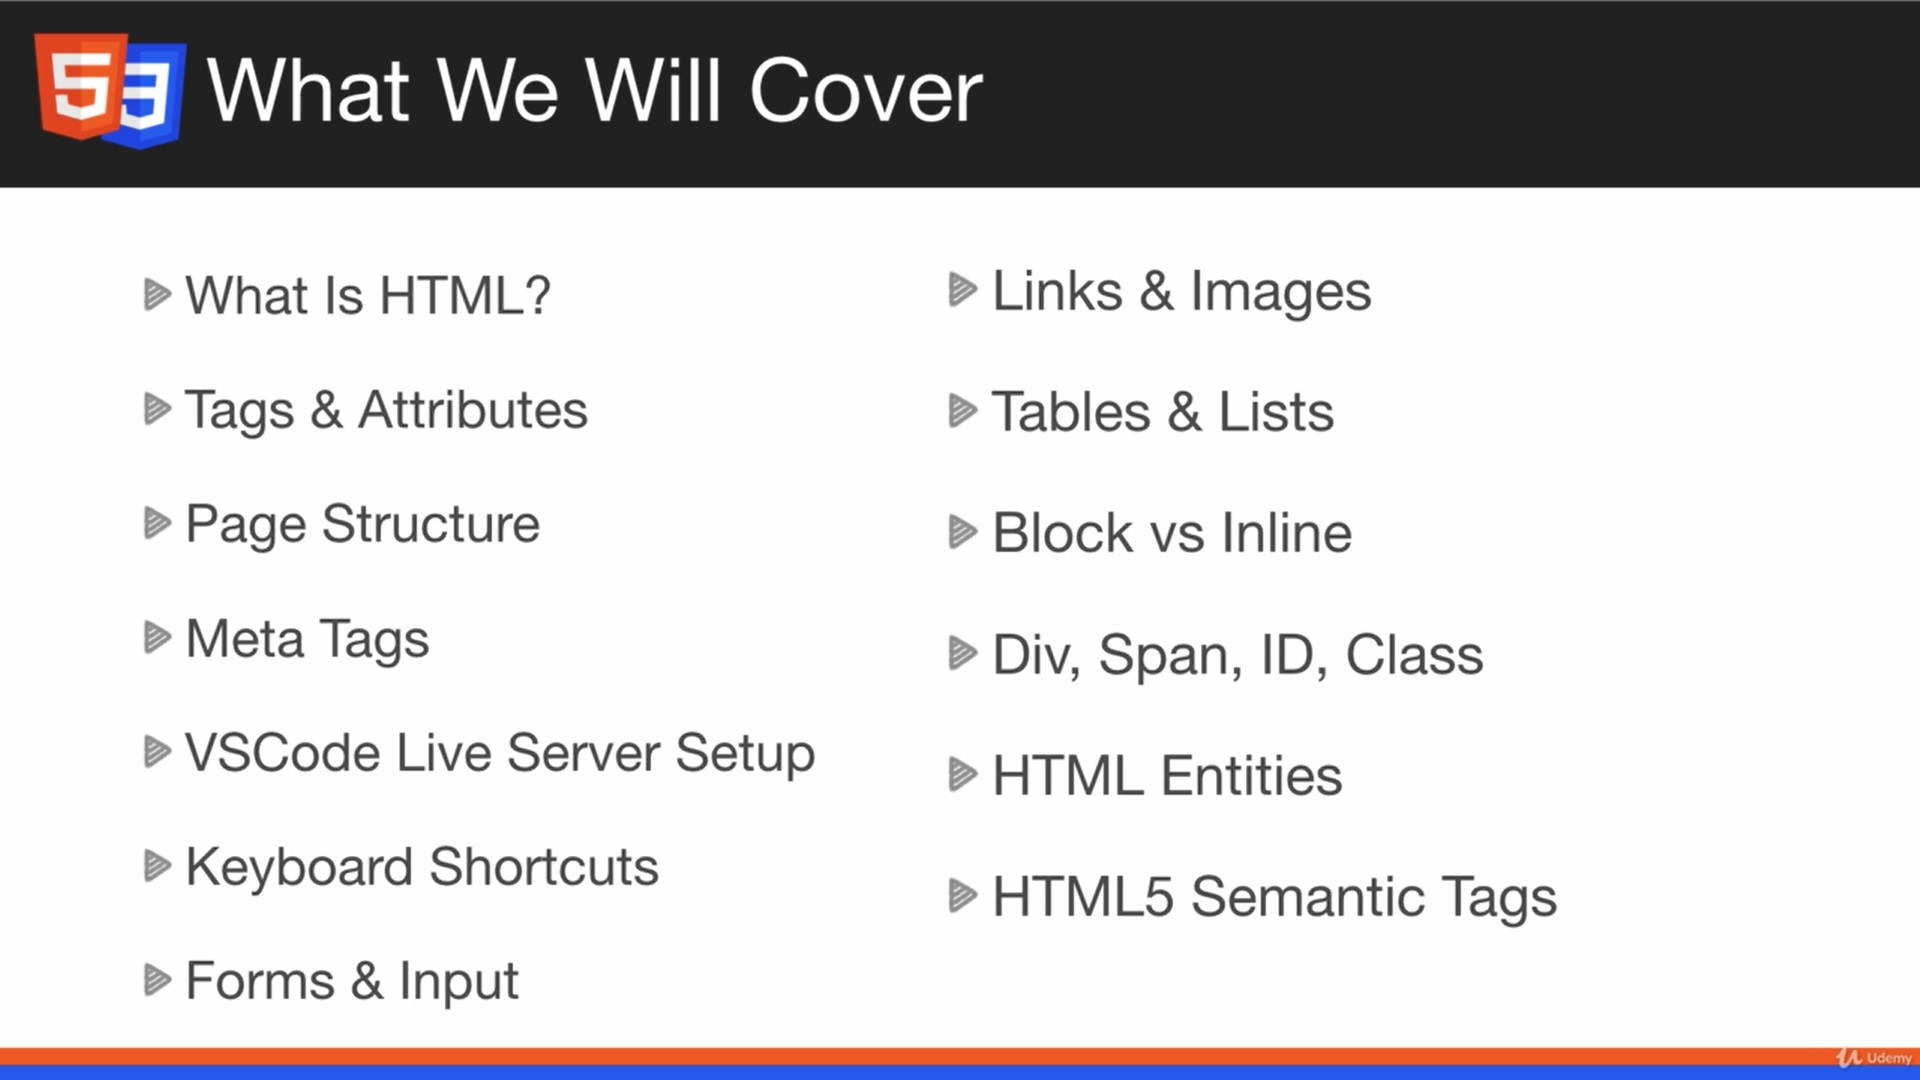 53 What We Will Cover
What Is HTML?
Tags & Attributes
Page Structure
Meta Tags
VSCode Live Server Setup
Keyboard Shortcuts
Forms & Input
Links & Images
Tables & Lists
Block vs Inline
Div, Span, ID, Class
HTML Entities
HTML5 Semantic Tags
Udemy